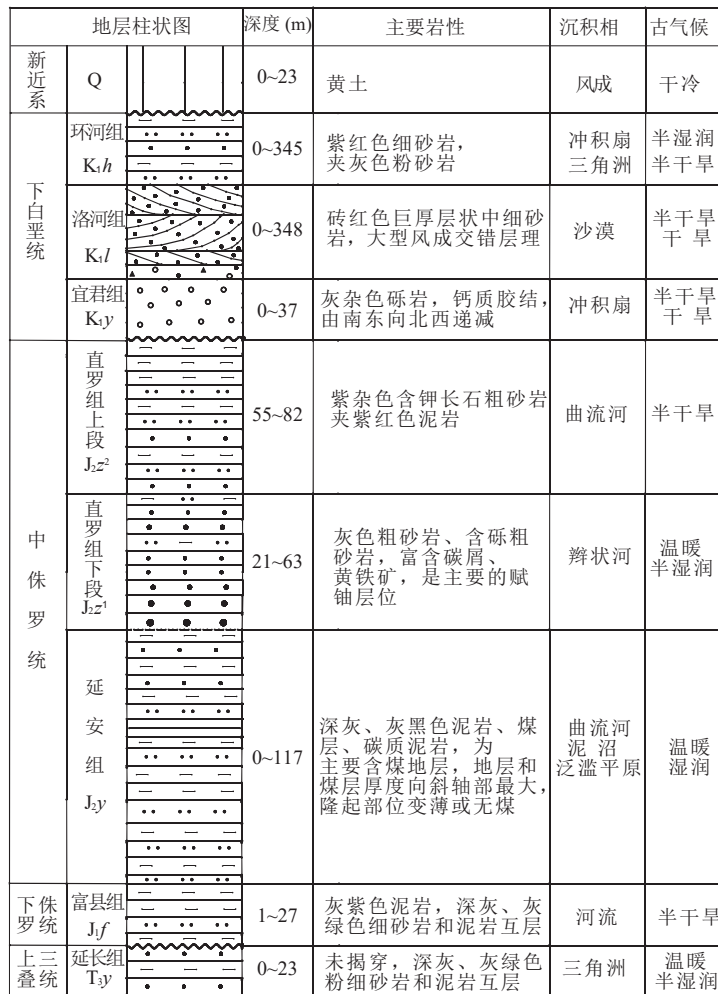 地层柱状图 深度 (m) 主要岩性 沉积相 古气候
新近系 Q 0~23 黄土 风成 干冷
下白垩统
环河组 K₁h 0~345 紫红色细砂岩,
夹灰色粉砂岩
冲积扇
三角洲
半湿润
半干旱
洛河组 K₁l 0~348 砖红色巨厚层状中细砂
岩，大型风成交错层理
沙漠
半干旱
干 旱
宜君组 K₁y 0~37 灰杂色砾岩，钙质胶结，
由南东向北西递减
冲积扇
半干旱
干 旱
中侏罗统
直罗组上段 J₂z² 55~82 紫杂色含钾长石粗砂岩
夹紫红色泥岩
曲流河
半干旱
直罗组下段 J₂z¹ 21~63 灰色粗砂岩、含砾粗
砂岩，富含碳屑、
黄铁矿，是主要的赋
铀层位
辫状河
温暖
半湿润
延安组 J₂y 0~117 深灰、灰黑色泥岩、煤
层、碳质泥岩，为
主要含煤地层，地层和
煤层厚度向斜轴部最大，
隆起部位变薄或无煤
曲流河
泥 沼
泛滥平原
温暖
湿润
下侏罗统
富县组 J₁f 1~27 灰紫色泥岩，深灰、灰
绿色细砂岩和泥岩互层
河流
半干旱
上三叠统
延长组 T₃y 0~23 未揭穿，深灰、灰绿色
粉细砂岩和泥岩互层
三角洲
温暖
半湿润